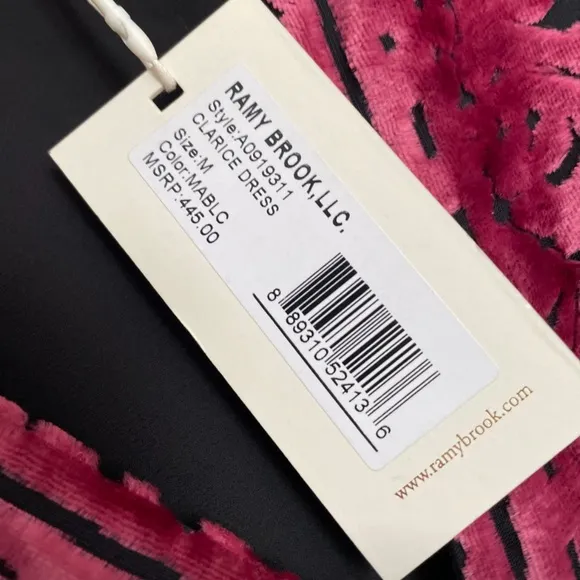 RAMY BROOK,LLC.
Style:A0919311
CLARICE DRESS
Size:M
Color:MABLC
MSRP:445.00
8 89310 52413 6
www.ramybrook.com